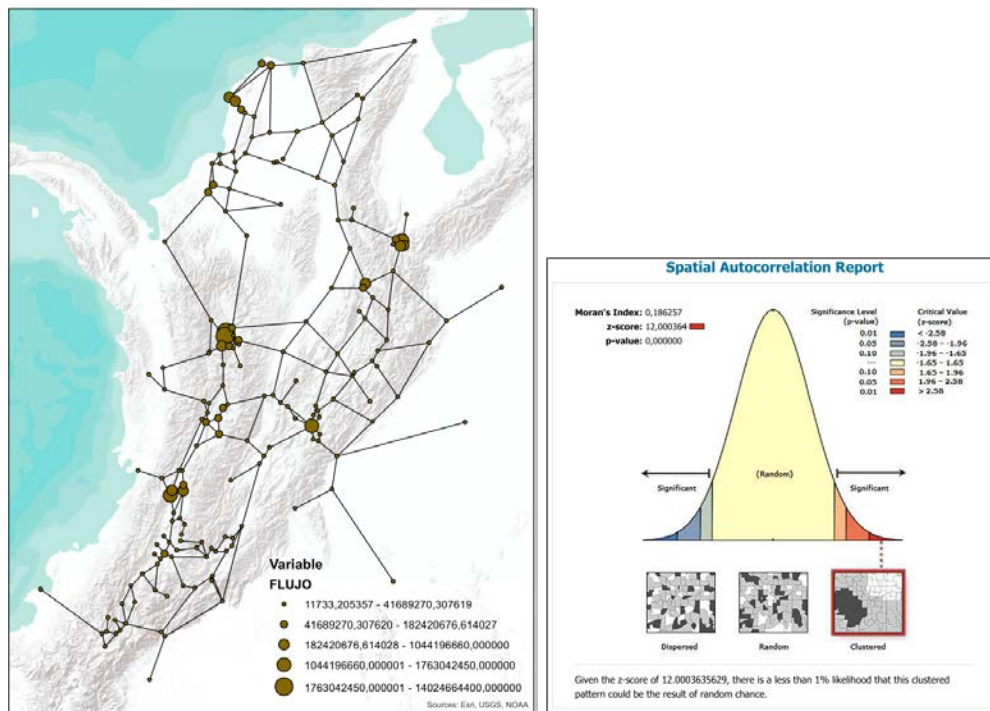 Variable
FLUJO
11733,205357 - 41689270,307619
41689270,307620 - 182420676,614027
182420676,614028 - 1044196660,000000
1044196660,000001 - 1763042450,000000
1763042450,000001 - 14024664400,000000
Sources: Esri, USGS, NOAA
Spatial Autocorrelation Report
Moran's Index: 0,186257
z-score: 12,000364
p-value: 0,000000
Significance Level
(p-value)
Critical Value
(z-score)
0.01 < -2.58
0.05 -2.58 - -1.96
0.10 -1.96 - -1.65
--- -1.65 - 1.65
0.10 1.65 - 1.96
0.05 1.96 - 2.58
0.01 > 2.58
Significant
(Random)
Significant
Dispersed
Random
Clustered
Given the z-score of 12.0003635629, there is a less than 1% likelihood that this clustered
pattern could be the result of random chance.